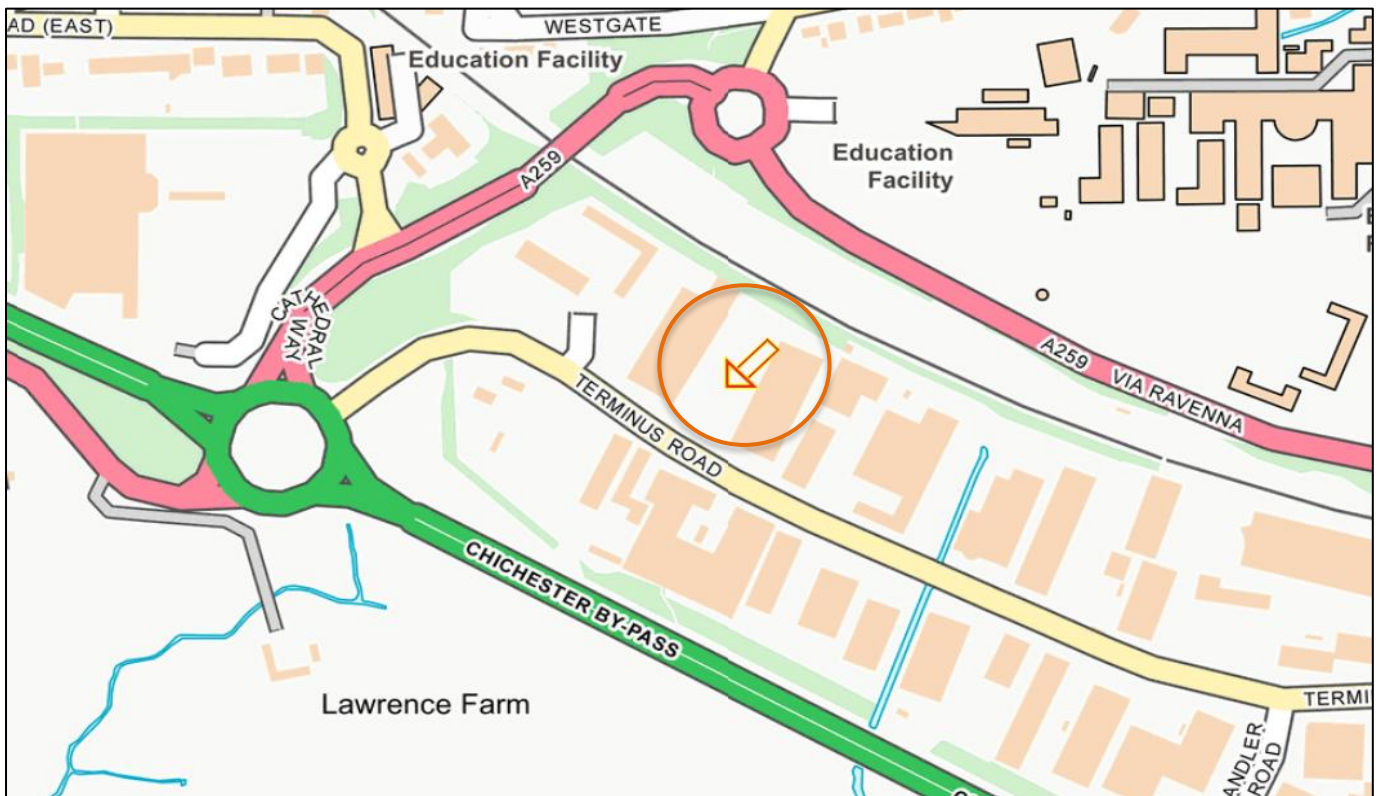 AD (EAST)
WESTGATE
Education Facility
A259
Education
Facility
CATHEDRAL
WAY
A259
VIA RAVENNA
TERMINUS ROAD
CHICHESTER BY-PASS
Lawrence Farm
TERMI
ANDLER
ROAD